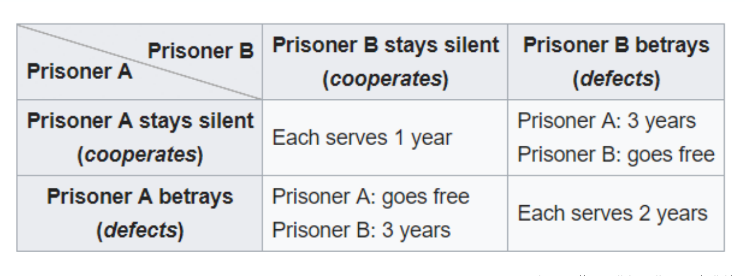 Prisoner B
Prisoner A
Prisoner B stays silent
(cooperates)
Prisoner B betrays
(defects)
Prisoner A stays silent
(cooperates)
Each serves 1 year
Prisoner A: 3 years
Prisoner B: goes free
Prisoner A betrays
(defects)
Prisoner A: goes free
Prisoner B: 3 years
Each serves 2 years